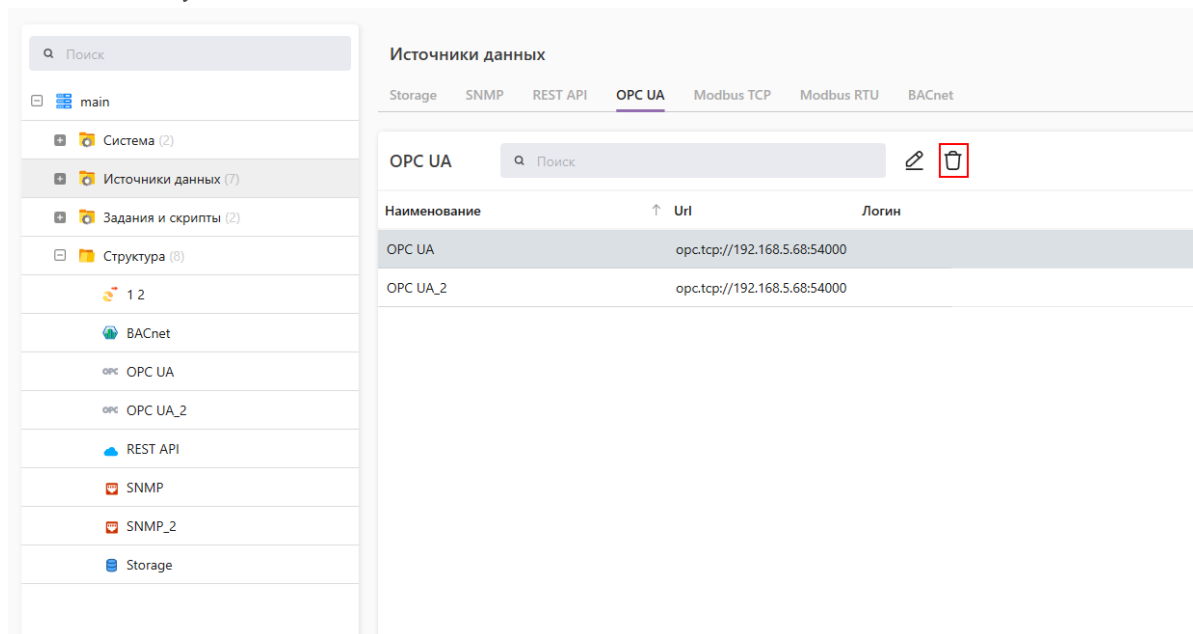 Поиск
main
Система (2)
Источники данных (7)
Задания и скрипты (2)
Структура (8)
1 2
BACnet
OPC OPC UA
OPC OPC UA_2
REST API
SNMP
SNMP_2
Storage
Источники данных
Storage SNMP REST API OPC UA Modbus TCP Modbus RTU BACnet
OPC UA Поиск
Наименование ↑ Url Логин
OPC UA opc.tcp://192.168.5.68:54000
OPC UA_2 opc.tcp://192.168.5.68:54000